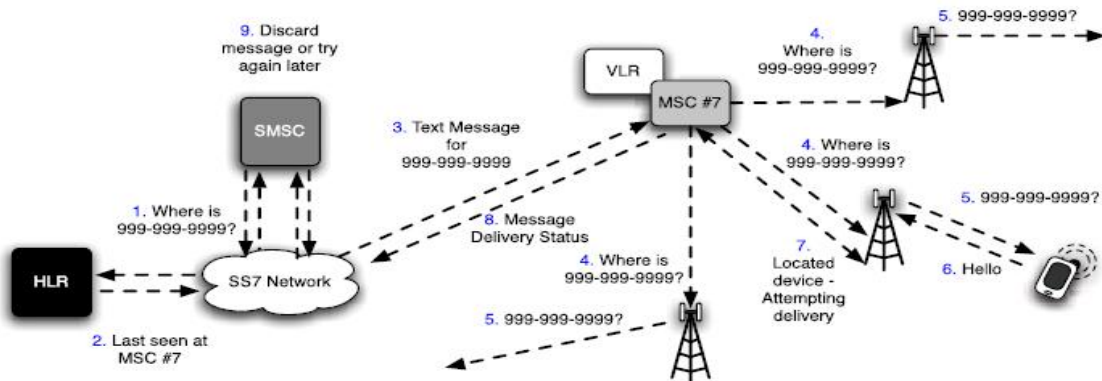 9. Discard
message or try
again later
SMSC
1. Where is
999-999-9999?
HLR
SS7 Network
2. Last seen at
MSC #7
3. Text Message
for
999-999-9999
8. Message
Delivery Status
VLR
MSC #7
4.
Where is
999-999-9999?
5. 999-999-9999?
4. Where is
999-999-9999?
5. 999-999-9999?
6. Hello
7.
Located
device -
Attempting
delivery
4. Where is
999-999-9999?
5. 999-999-9999?